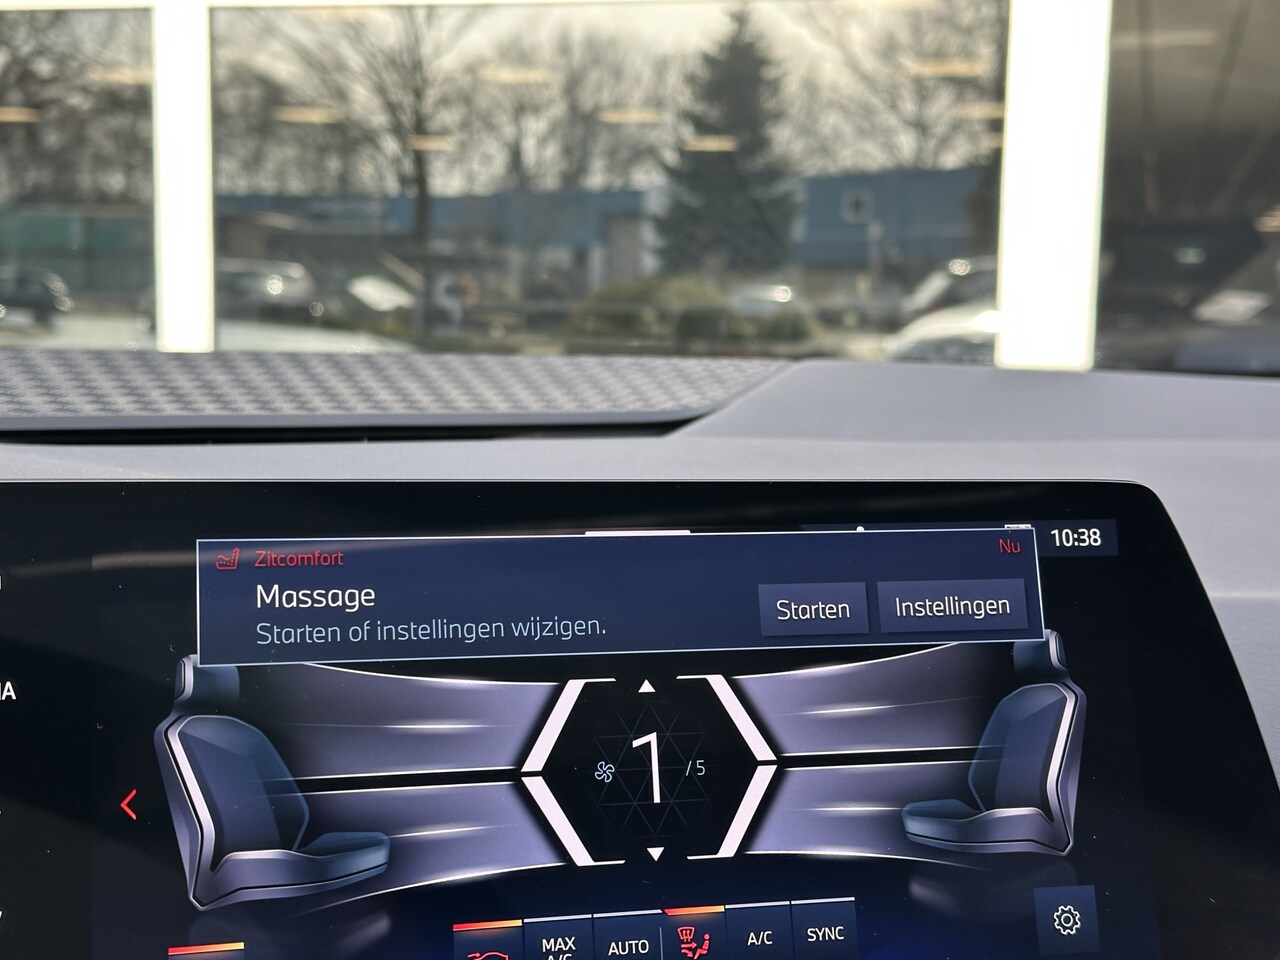 Zitcomfort
Nu
10:38
Massage
Starten of instellingen wijzigen.
Starten
Instellingen
1 / 5
MAX
A/C
AUTO
A/C
SYNC